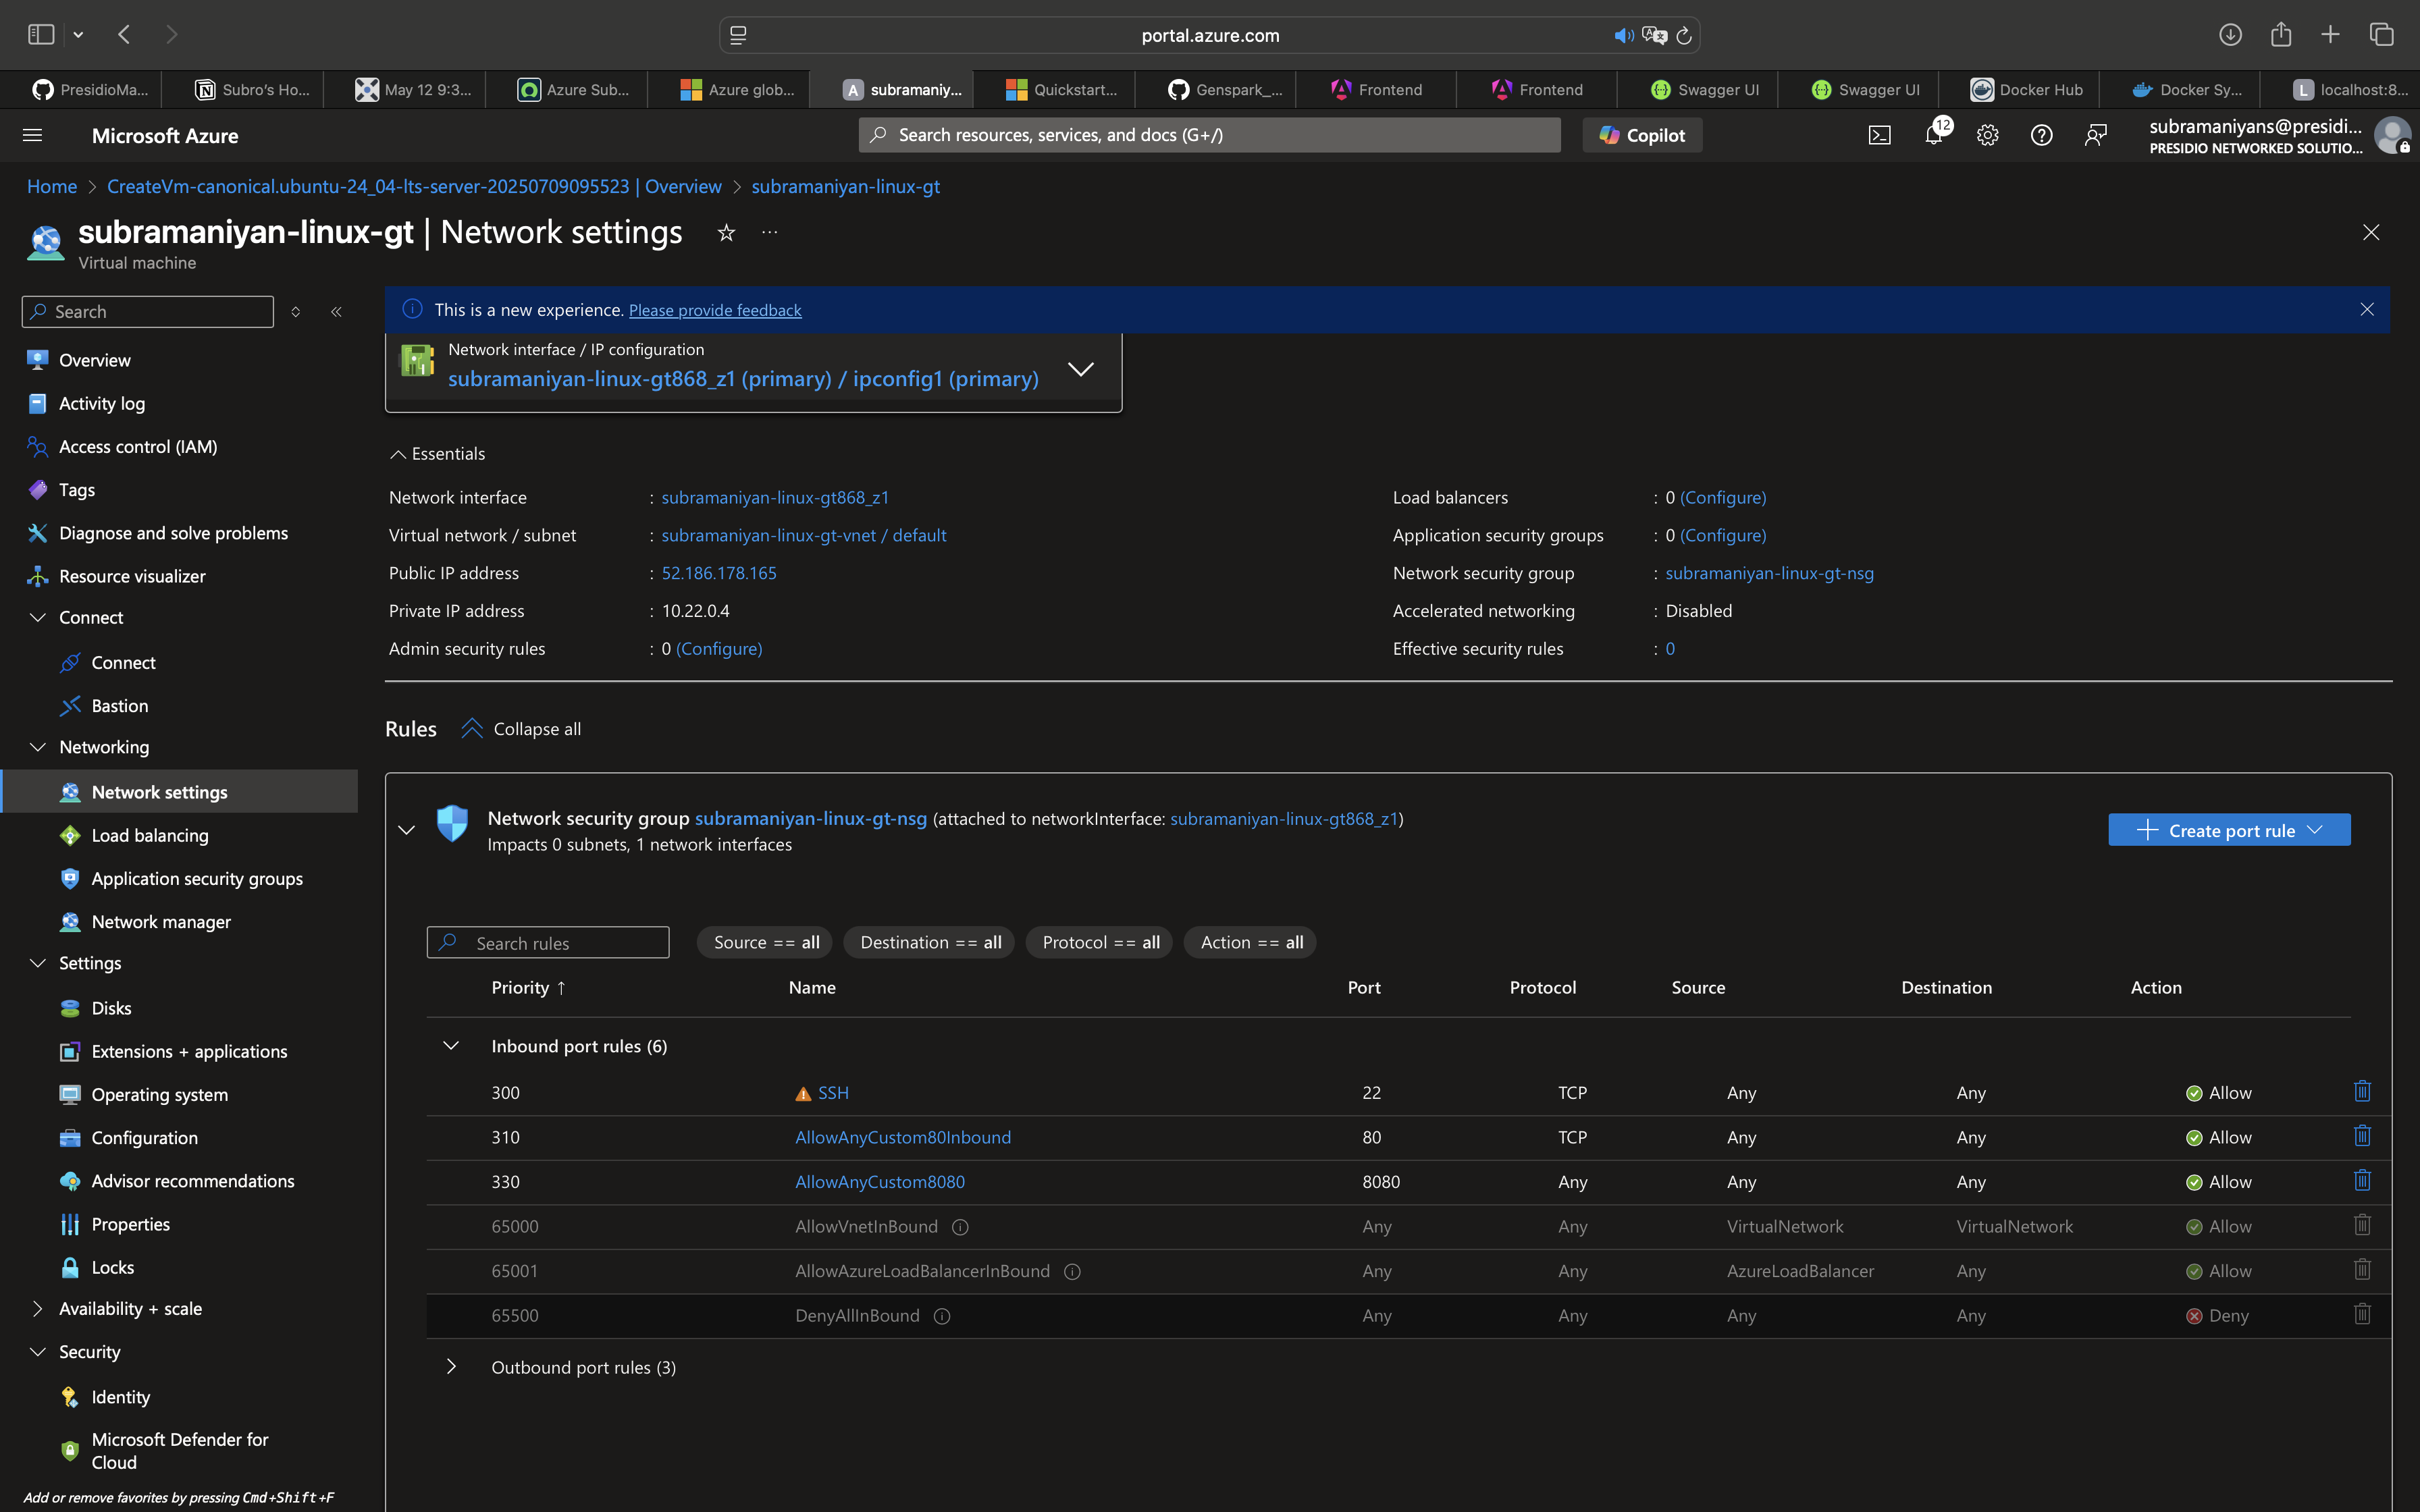 portal.azure.com
PresidioMa...
Subro's Ho...
May 12 9:3...
Azure Sub...
Azure glob...
A
subramaniy...
Quickstart...
Genspark_...
Frontend
Frontend
Swagger UI
Swagger UI
Docker Hub
Docker Sy...
L
localhost:8...
Microsoft Azure
Search resources, services, and docs (G+/)
Copilot
12
subramaniyans@presidi...
PRESIDIO NETWORKED SOLUTIO...
Home > CreateVm-canonical.ubuntu-24_04-lts-server-20250709095523 | Overview > subramaniyan-linux-gt
subramaniyan-linux-gt | Network settings
Virtual machine
Search
Overview
Activity log
Access control (IAM)
Tags
Diagnose and solve problems
Resource visualizer
Connect
Connect
Bastion
Networking
Network settings
Load balancing
Application security groups
Network manager
Settings
Disks
Extensions + applications
Operating system
Configuration
Advisor recommendations
Properties
Locks
Availability + scale
Security
Identity
Microsoft Defender for
Cloud
Add or remove favorites by pressing Cmd+Shift+F
This is a new experience. Please provide feedback
Network interface / IP configuration
subramaniyan-linux-gt868_z1 (primary) / ipconfig1 (primary)
Essentials
Network interface : subramaniyan-linux-gt868_z1
Virtual network / subnet : subramaniyan-linux-gt-vnet / default
Public IP address : 52.186.178.165
Private IP address : 10.22.0.4
Admin security rules : 0 (Configure)
Load balancers : 0 (Configure)
Application security groups : 0 (Configure)
Network security group : subramaniyan-linux-gt-nsg
Accelerated networking : Disabled
Effective security rules : 0
Rules Collapse all
Network security group subramaniyan-linux-gt-nsg (attached to networkInterface: subramaniyan-linux-gt868_z1)
Impacts 0 subnets, 1 network interfaces
Create port rule
Search rules
Source == all
Destination == all
Protocol == all
Action == all
Priority ↑ Name Port Protocol Source Destination Action
Inbound port rules (6)
300 SSH 22 TCP Any Any Allow
310 AllowAnyCustom80Inbound 80 TCP Any Any Allow
330 AllowAnyCustom8080 8080 Any Any Any Allow
65000 AllowVnetInBound Any Any VirtualNetwork VirtualNetwork Allow
65001 AllowAzureLoadBalancerInBound Any Any AzureLoadBalancer Any Allow
65500 DenyAllInBound Any Any Any Any Deny
Outbound port rules (3)